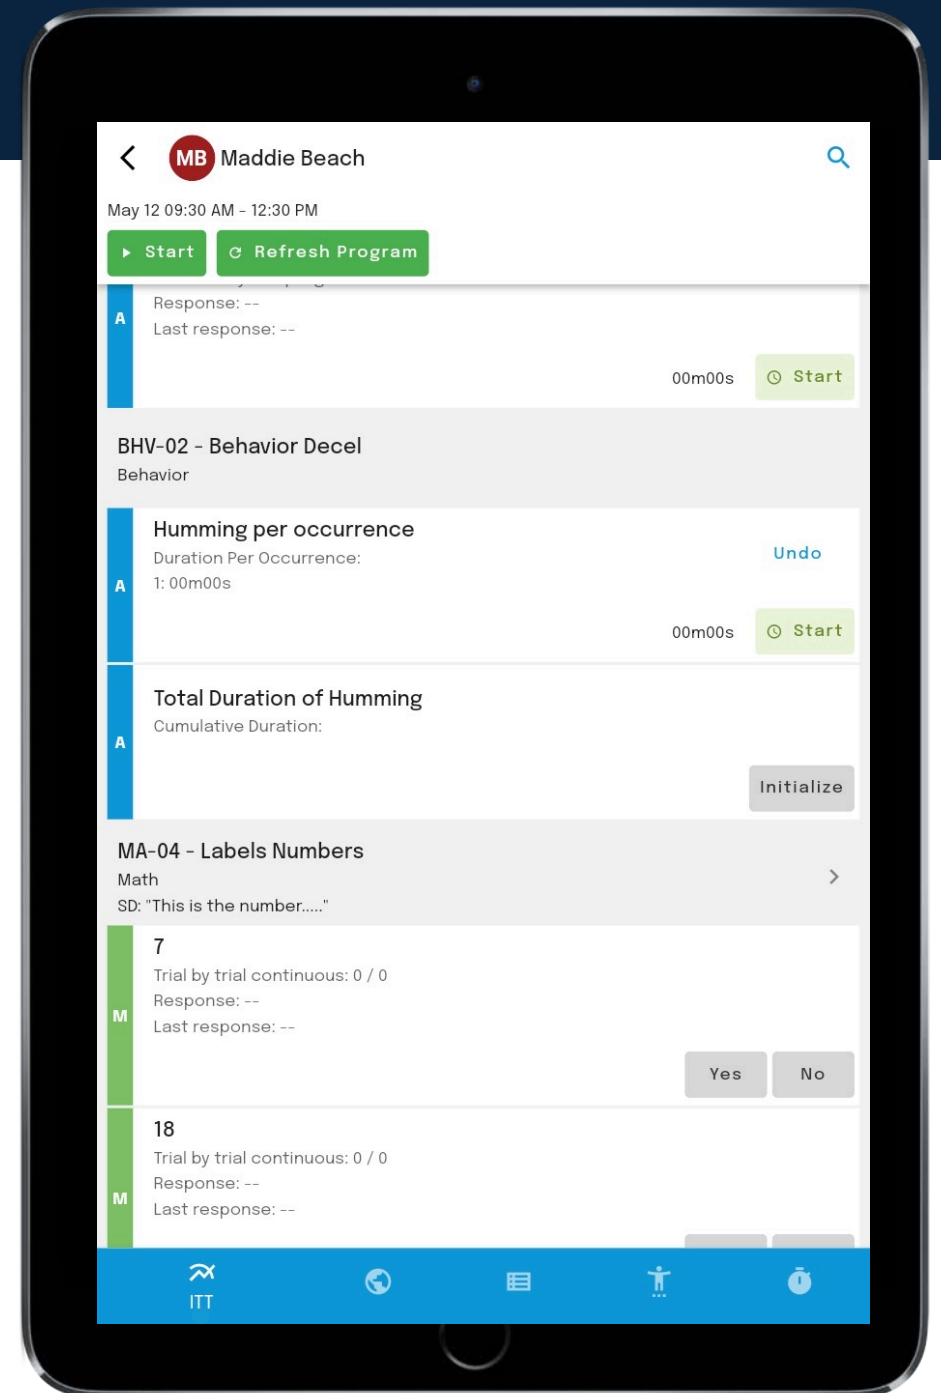 MB Maddie Beach
May 12 09:30 AM - 12:30 PM
Start Refresh Program
A
Response: --
Last response: --
00m00s Start
BHV-02 - Behavior Decel
Behavior
Humming per occurrence
Duration Per Occurrence:
Undo
A
1: 00m00s
00m00s Start
Total Duration of Humming
Cumulative Duration:
A
Initialize
MA-04 - Labels Numbers
Math
SD: "This is the number....."
7
Trial by trial continuous: 0 / 0
Response: --
M
Last response: --
Yes No
18
Trial by trial continuous: 0 / 0
Response: --
M
Last response: --
ITT